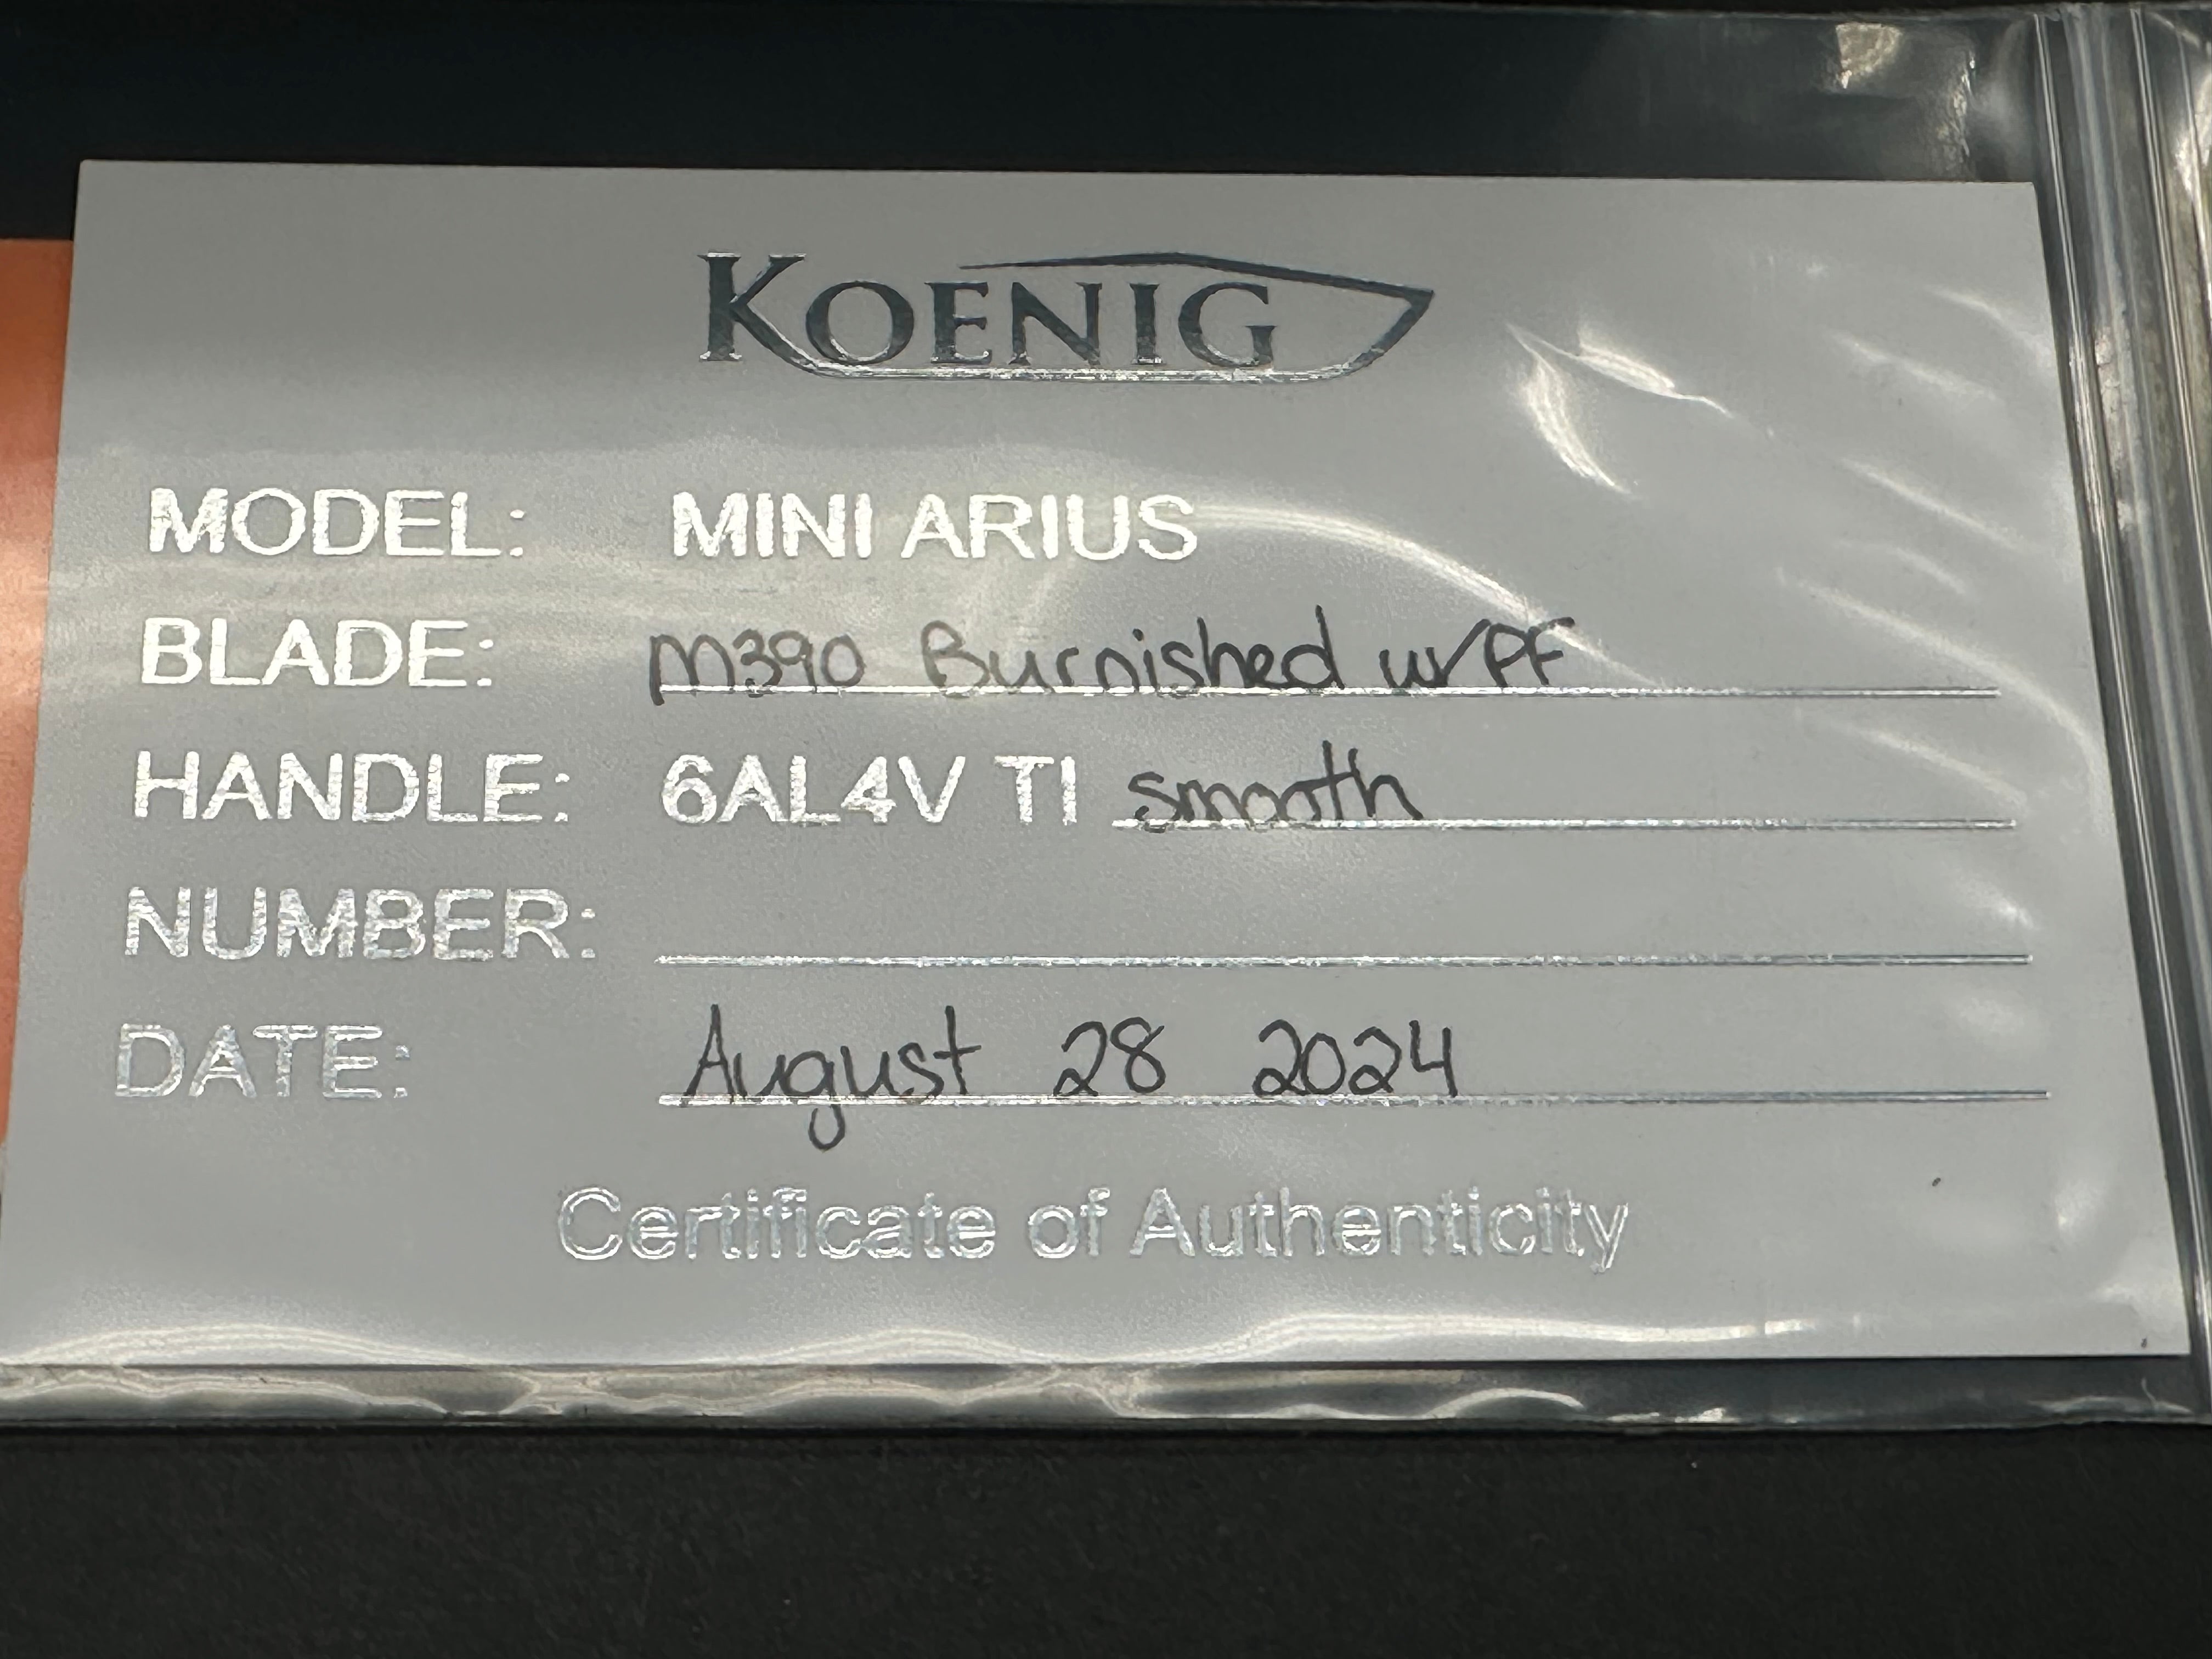 KOENIG
MODEL: MINI ARIUS
BLADE: M390 Burnished w/PF
HANDLE: 6AL4V TI smooth
NUMBER:
DATE: August 28 2024
Certificate of Authenticity